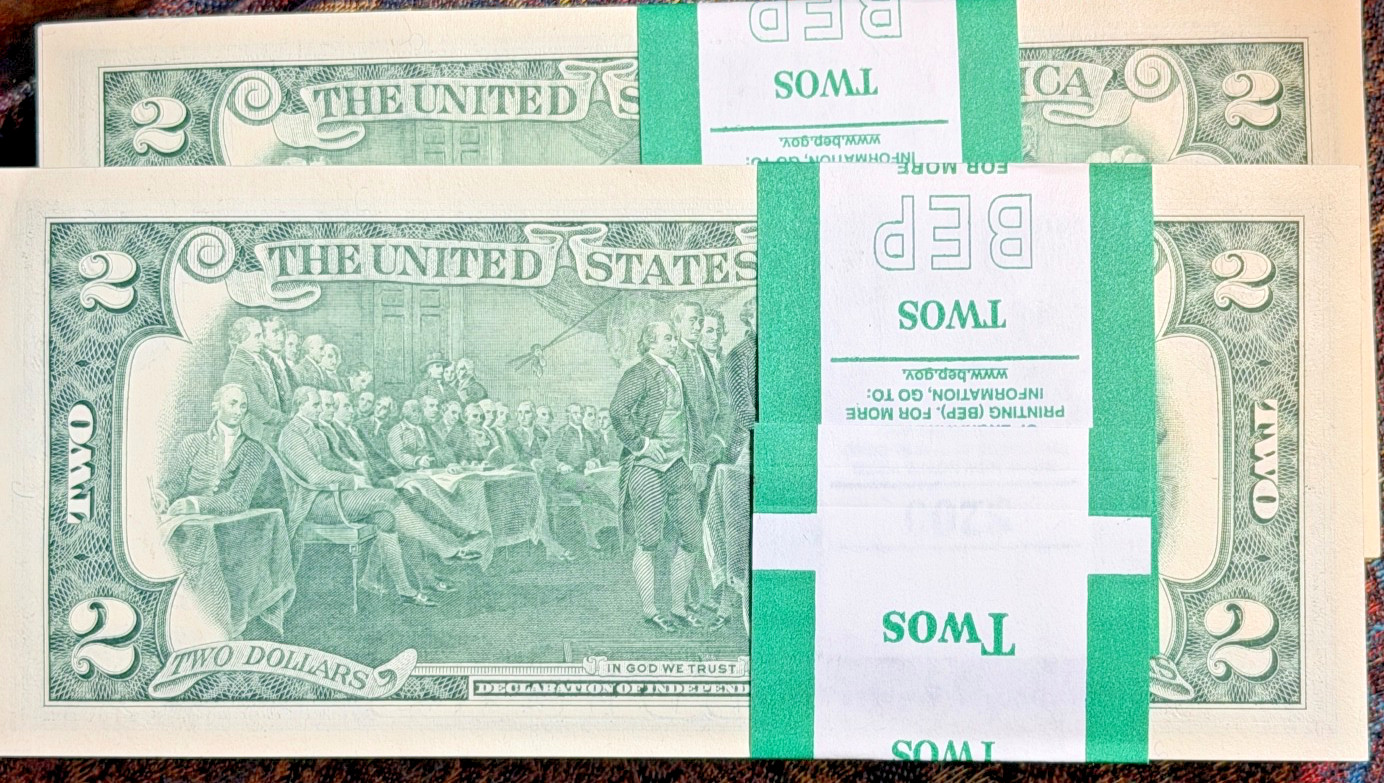 BEP
2 THE UNITED S
TWOS
ICA 2
www.bep.gov.
INFORMATION, GO TO:
FOR MORE
BEP
2 THE UNITED STATES
2
TWOS
www.bep.gov.
INFORMATION, GO TO:
PRINTING (BEP). FOR MORE
TWO
TWO
TWOS
2
2
TWO DOLLARS
IN GOD WE TRUST
DECLARATION OF INDEPEND
TWOS